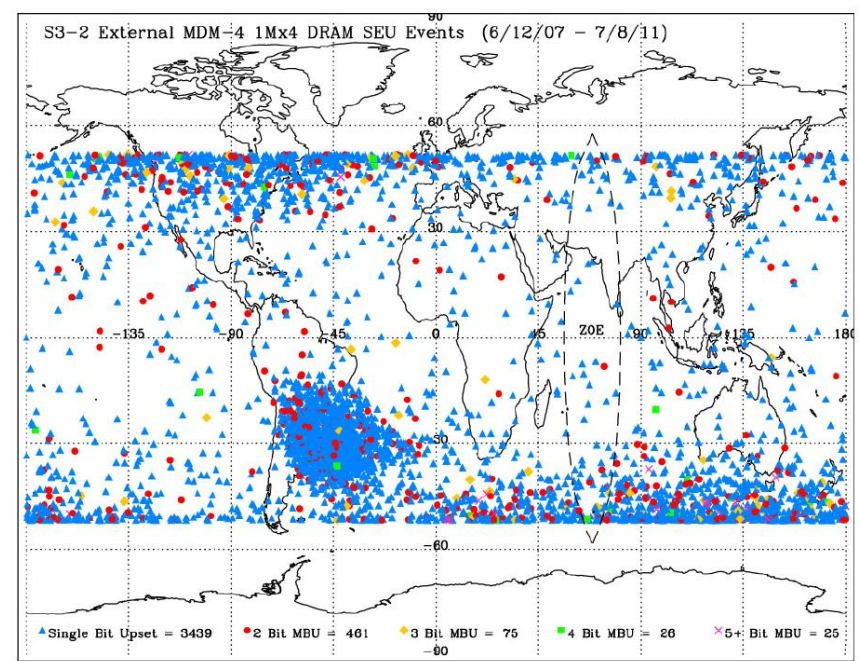 90
S3-2 External MDM-4 1Mx4 DRAM SEU Events (6/12/07 - 7/8/11)
60
30
-135 -90 -45 0 45 ZOE 90 135 180
-30
-60
Single Bit Upset = 3439 2 Bit MBU = 461 3 Bit MBU = 75 4 Bit MBU = 26 5+ Bit MBU = 25
-90